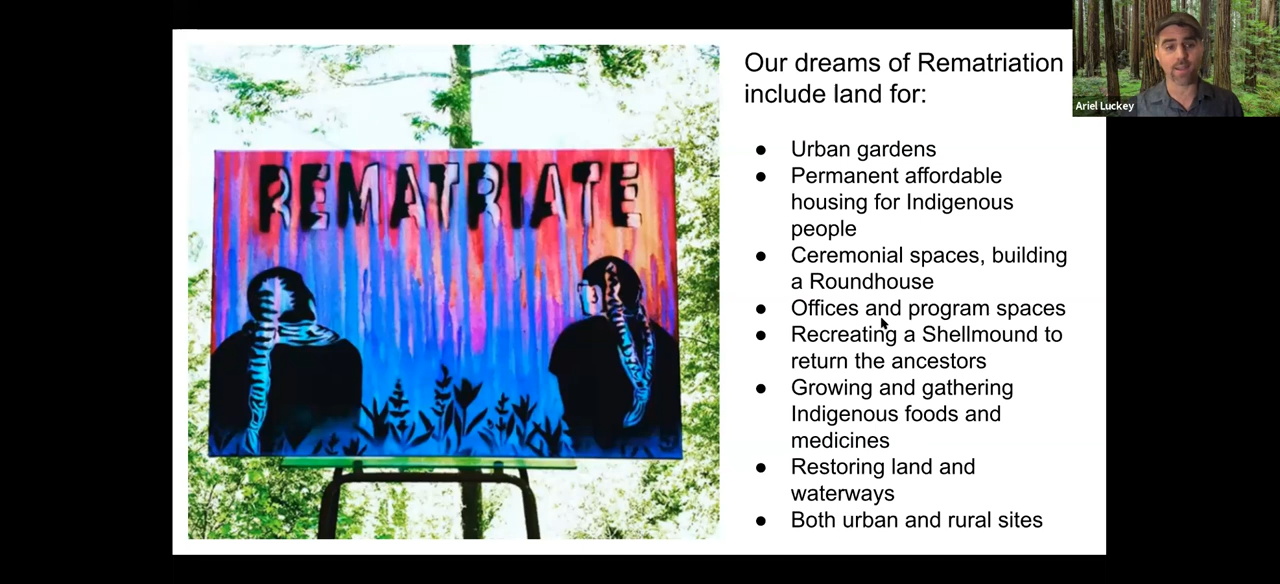 REMATRIATE
Our dreams of Rematriation
include land for:
● Urban gardens
● Permanent affordable
housing for Indigenous
people
● Ceremonial spaces, building
a Roundhouse
● Offices and program spaces
● Recreating a Shellmound to
return the ancestors
● Growing and gathering
Indigenous foods and
medicines
● Restoring land and
waterways
● Both urban and rural sites
Ariel Luckey